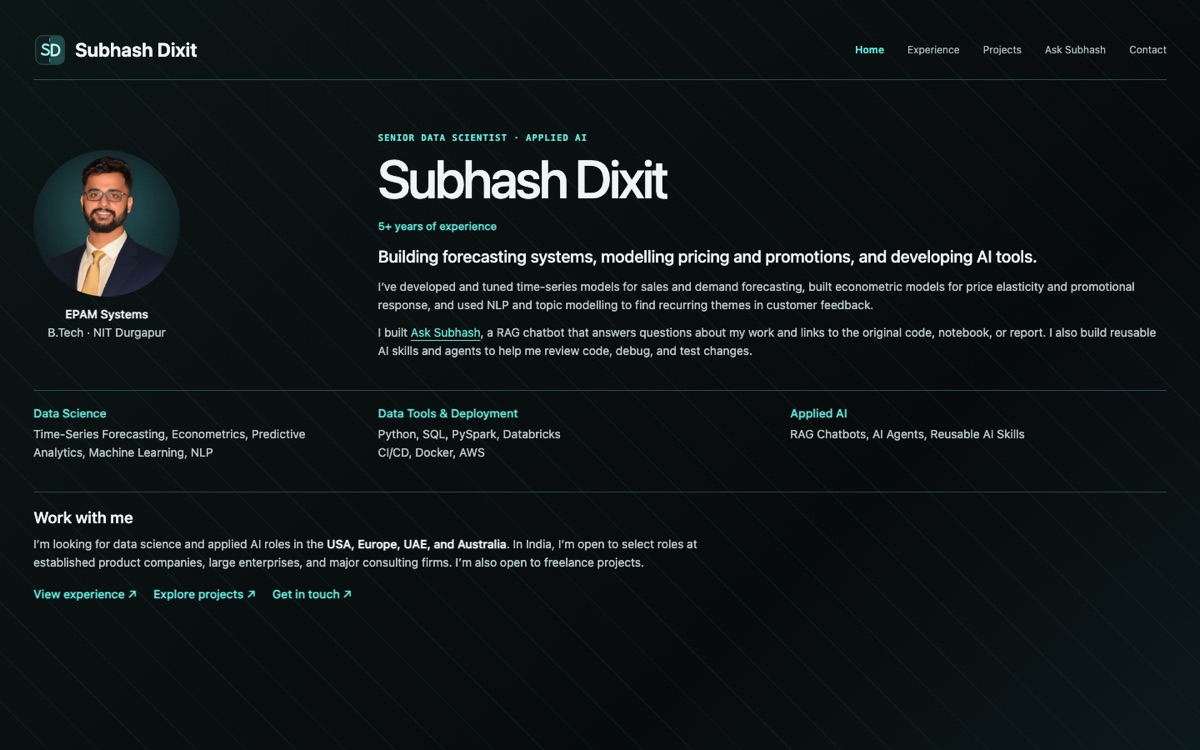 SD Subhash Dixit
Home Experience Projects Ask Subhash Contact
SENIOR DATA SCIENTIST · APPLIED AI
Subhash Dixit
5+ years of experience
Building forecasting systems, modelling pricing and promotions, and developing AI tools.
I’ve developed and tuned time-series models for sales and demand forecasting, built econometric models for price elasticity and promotional
response, and used NLP and topic modelling to find recurring themes in customer feedback.
I built Ask Subhash, a RAG chatbot that answers questions about my work and links to the original code, notebook, or report. I also build reusable
AI skills and agents to help me review code, debug, and test changes.
EPAM Systems
B.Tech · NIT Durgapur
Data Science
Time-Series Forecasting, Econometrics, Predictive
Analytics, Machine Learning, NLP
Data Tools & Deployment
Python, SQL, PySpark, Databricks
CI/CD, Docker, AWS
Applied AI
RAG Chatbots, AI Agents, Reusable AI Skills
Work with me
I’m looking for data science and applied AI roles in the USA, Europe, UAE, and Australia. In India, I’m open to select roles at
established product companies, large enterprises, and major consulting firms. I’m also open to freelance projects.
View experience ↗ Explore projects ↗ Get in touch ↗